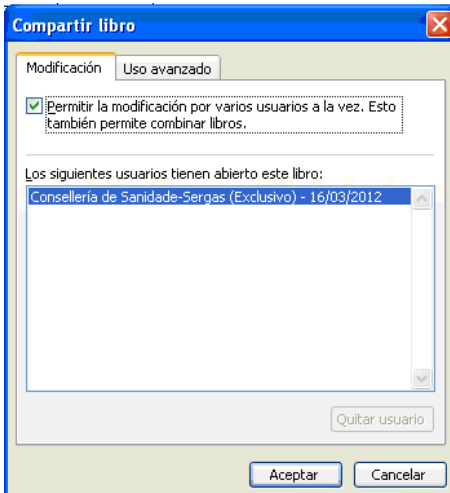 Compartir libro
Modificación Uso avanzado
Permitir la modificación por varios usuarios a la vez. Esto
también permite combinar libros.
Los siguientes usuarios tienen abierto este libro:
Consellería de Sanidade-Sergas (Exclusivo) - 16/03/2012
Quitar usuario
Aceptar Cancelar